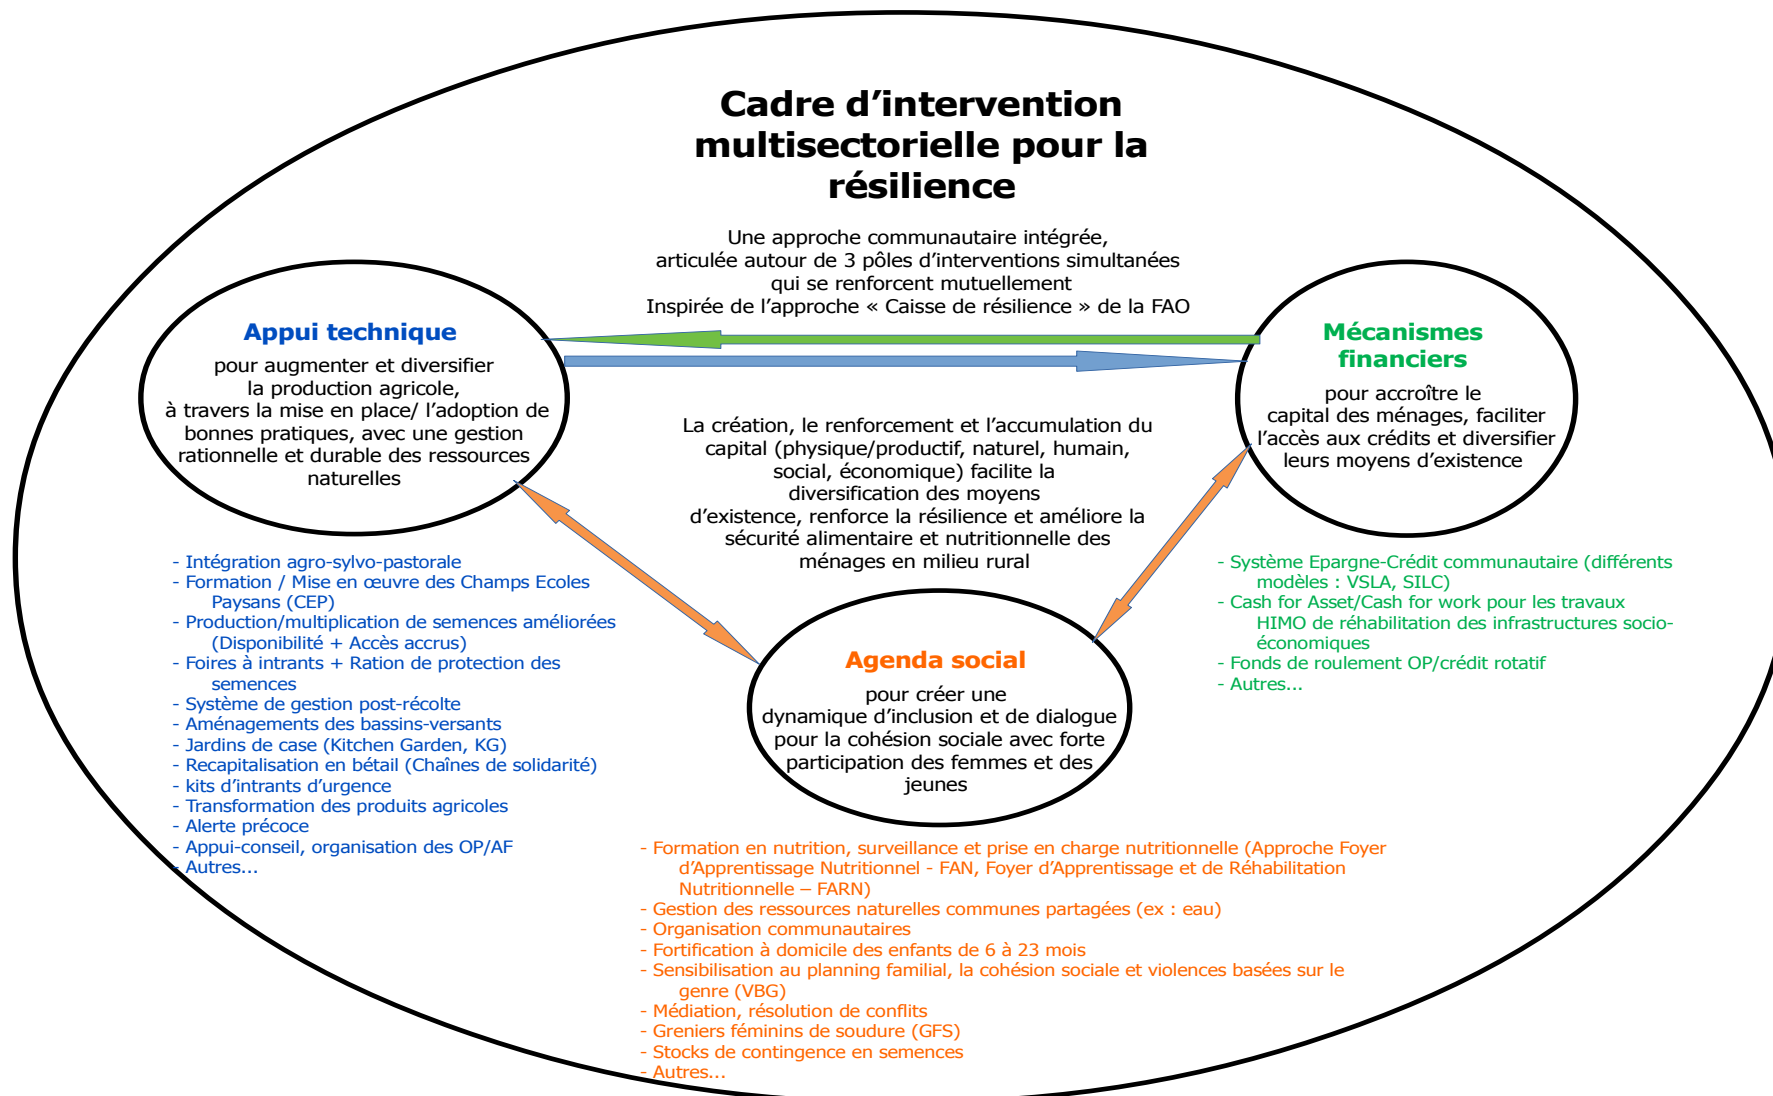 Cadre d’intervention
multisectorielle pour la
résilience
Une approche communautaire intégrée,
articulée autour de 3 pôles d’interventions simultanées
qui se renforcent mutuellement
Inspirée de l’approche « Caisse de résilience » de la FAO
Appui technique
pour augmenter et diversifier
la production agricole,
à travers la mise en place/ l’adoption de
bonnes pratiques, avec une gestion
rationnelle et durable des ressources
naturelles
Mécanismes
financiers
pour accroître le
capital des ménages, faciliter
l’accès aux crédits et diversifier
leurs moyens d’existence
La création, le renforcement et l’accumulation du
capital (physique/productif, naturel, humain,
social, économique) facilite la
diversification des moyens
d’existence, renforce la résilience et améliore la
sécurité alimentaire et nutritionnelle des
ménages en milieu rural
- Intégration agro-sylvo-pastorale
- Formation / Mise en œuvre des Champs Ecoles
Paysans (CEP)
- Production/multiplication de semences améliorées
(Disponibilité + Accès accrus)
- Foires à intrants + Ration de protection des
semences
- Système de gestion post-récolte
- Aménagements des bassins-versants
- Jardins de case (Kitchen Garden, KG)
- Recapitalisation en bétail (Chaînes de solidarité)
- kits d’intrants d’urgence
- Transformation des produits agricoles
- Alerte précoce
- Appui-conseil, organisation des OP/AF
- Autres...
- Système Epargne-Crédit communautaire (différents
modèles : VSLA, SILC)
- Cash for Asset/Cash for work pour les travaux
HIMO de réhabilitation des infrastructures socio-
économiques
- Fonds de roulement OP/crédit rotatif
- Autres...
Agenda social
pour créer une
dynamique d’inclusion et de dialogue
pour la cohésion sociale avec forte
participation des femmes et des
jeunes
- Formation en nutrition, surveillance et prise en charge nutritionnelle (Approche Foyer
d’Apprentissage Nutritionnel - FAN, Foyer d’Apprentissage et de Réhabilitation
Nutritionnelle – FARN)
- Gestion des ressources naturelles communes partagées (ex : eau)
- Organisation communautaires
- Fortification à domicile des enfants de 6 à 23 mois
- Sensibilisation au planning familial, la cohésion sociale et violences basées sur le
genre (VBG)
- Médiation, résolution de conflits
- Greniers féminins de soudure (GFS)
- Stocks de contingence en semences
- Autres...